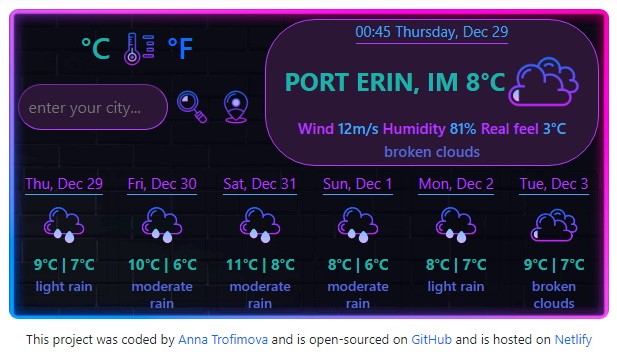 °C °F
00:45 Thursday, Dec 29
enter your city...
PORT ERIN, IM 8°C
Wind 12m/s Humidity 81% Real feel 3°C
broken clouds
Thu, Dec 29
9°C | 7°C
light rain
Fri, Dec 30
10°C | 6°C
moderate
rain
Sat, Dec 31
11°C | 8°C
moderate
rain
Sun, Dec 1
8°C | 6°C
moderate
rain
Mon, Dec 2
8°C | 7°C
light rain
Tue, Dec 3
9°C | 7°C
broken
clouds
This project was coded by Anna Trofimova and is open-sourced on GitHub and is hosted on Netlify